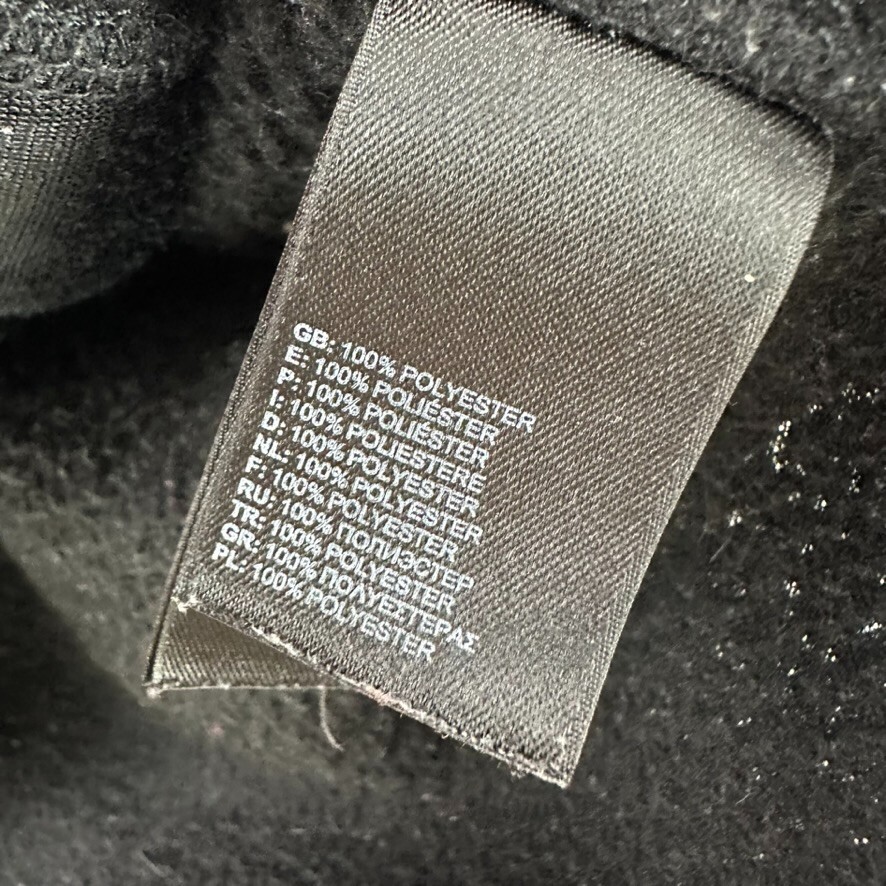 GB: 100% POLYESTER
E: 100% POLIÉSTER
P: 100% POLIÉSTER
I: 100% POLIESTERE
D: 100% POLYESTER
NL: 100% POLYESTER
F: 100% POLYESTER
RU: 100% ПОПИЭСТЕР
TR: 100% POLYESTER
GR: 100% ΠΟΛΥΕΣΤΕΡΑΣ
PL: 100% POLYESTER